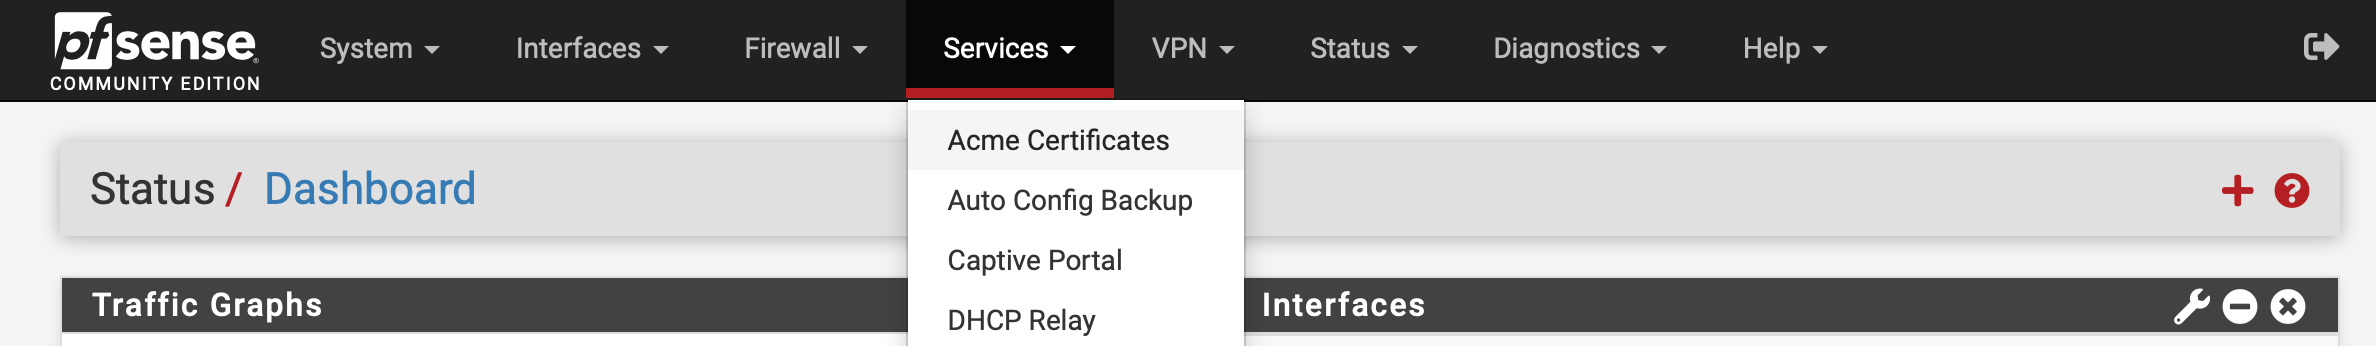 pfsense
COMMUNITY EDITION
System
Interfaces
Firewall
Services
VPN
Status
Diagnostics
Help
Acme Certificates
Auto Config Backup
Captive Portal
DHCP Relay
Status / Dashboard
Traffic Graphs
Interfaces